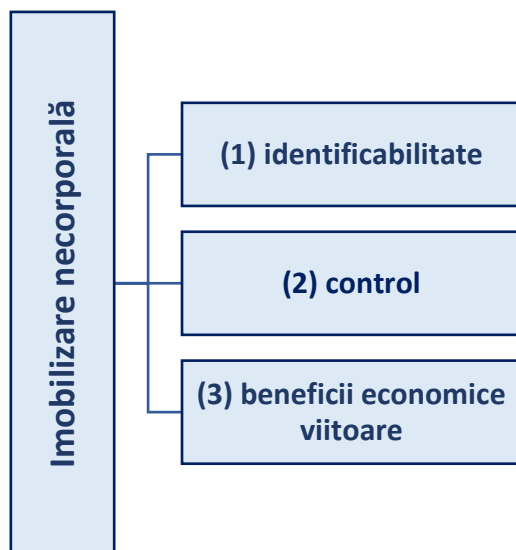 Imobilizare necorporală
(1) identificabilitate
(2) control
(3) beneficii economice
viitoare